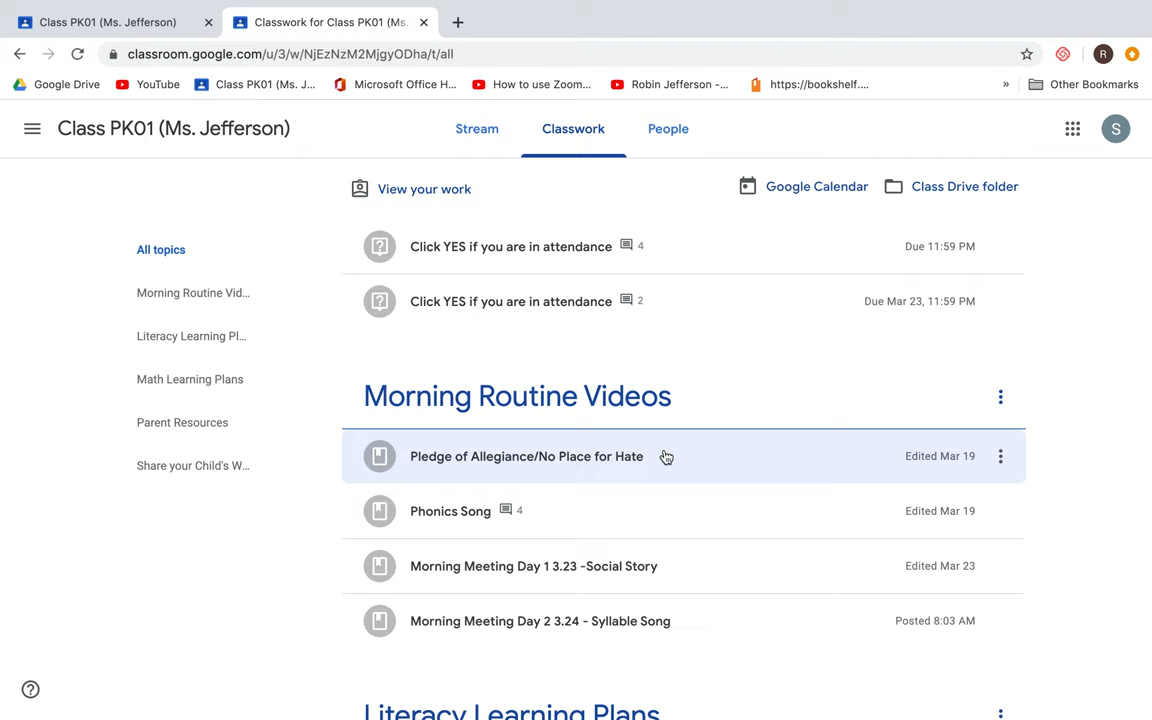 Class PK01 (Ms. Jefferson)
Classwork for Class PK01 (Ms.
classroom.google.com/u/3/w/NjEzNzM2MjgyODha/t/all
R
Google Drive
YouTube
Class PK01 (Ms. J...
Microsoft Office H...
How to use Zoom...
Robin Jefferson -...
https://bookshelf....
»
Other Bookmarks
Class PK01 (Ms. Jefferson)
Stream
Classwork
People
S
View your work
Google Calendar
Class Drive folder
All topics
Morning Routine Vid...
Literacy Learning Pl...
Math Learning Plans
Parent Resources
Share your Child's W...
Click YES if you are in attendance 4 Due 11:59 PM
Click YES if you are in attendance 2 Due Mar 23, 11:59 PM
Morning Routine Videos
Pledge of Allegiance/No Place for Hate Edited Mar 19
Phonics Song 4 Edited Mar 19
Morning Meeting Day 1 3.23 -Social Story Edited Mar 23
Morning Meeting Day 2 3.24 - Syllable Song Posted 8:03 AM
Literacy Learning Plans